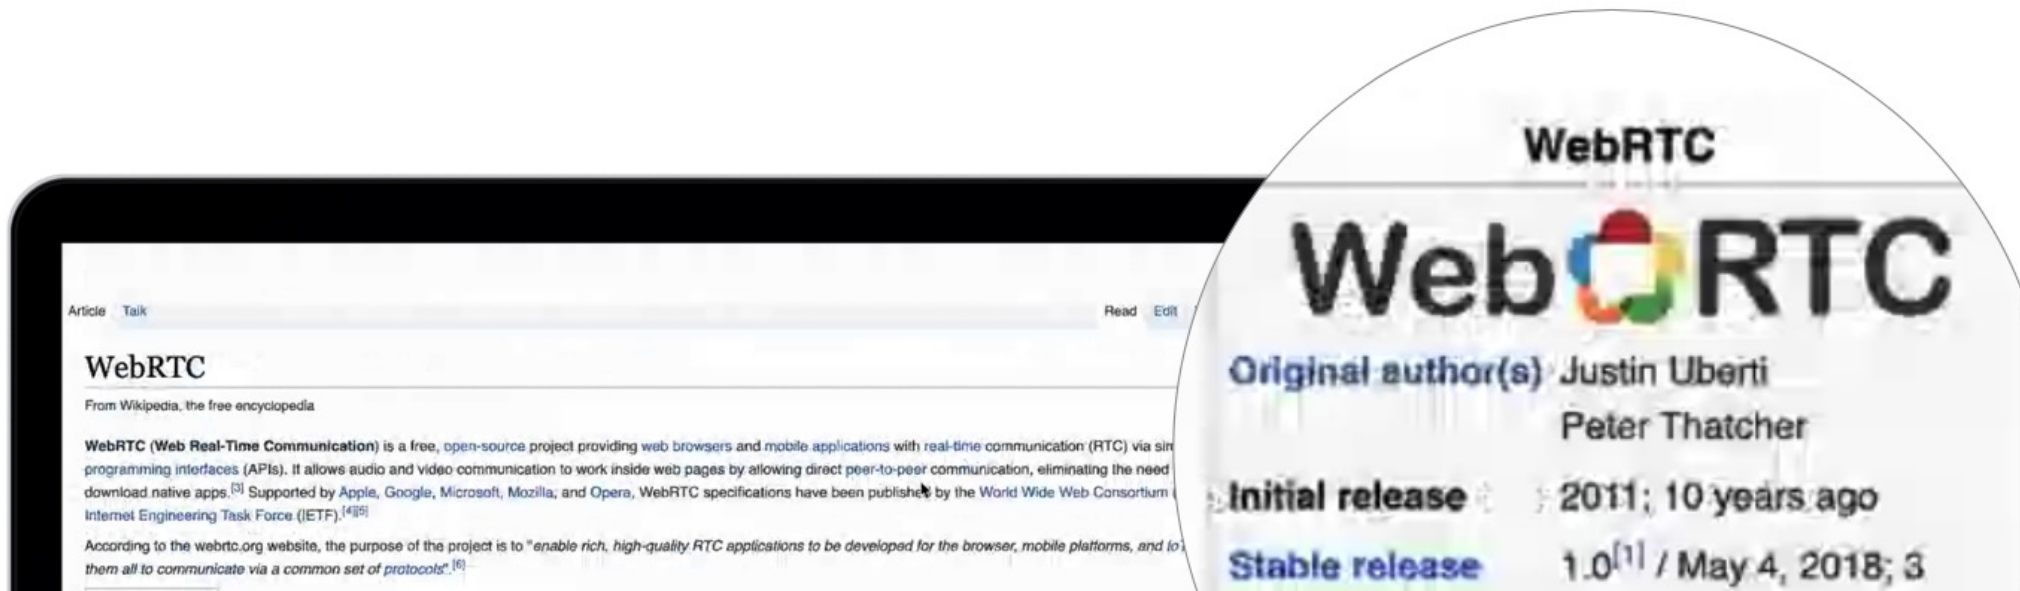 Article Talk Read Edit
WebRTC
From Wikipedia, the free encyclopedia
WebRTC (Web Real-Time Communication) is a free, open-source project providing web browsers and mobile applications with real-time communication (RTC) via sim
programming interfaces (APIs). It allows audio and video communication to work inside web pages by allowing direct peer-to-peer communication, eliminating the need
download native apps.[3] Supported by Apple, Google, Microsoft, Mozilla, and Opera, WebRTC specifications have been published by the World Wide Web Consortium
Internet Engineering Task Force (IETF).[4][5]
According to the webrtc.org website, the purpose of the project is to "enable rich, high-quality RTC applications to be developed for the browser, mobile platforms, and IoT
them all to communicate via a common set of protocols".[6]
WebRTC
Web RTC
Original author(s) Justin Uberti
Peter Thatcher
Initial release 2011; 10 years ago
Stable release 1.0[1] / May 4, 2018; 3